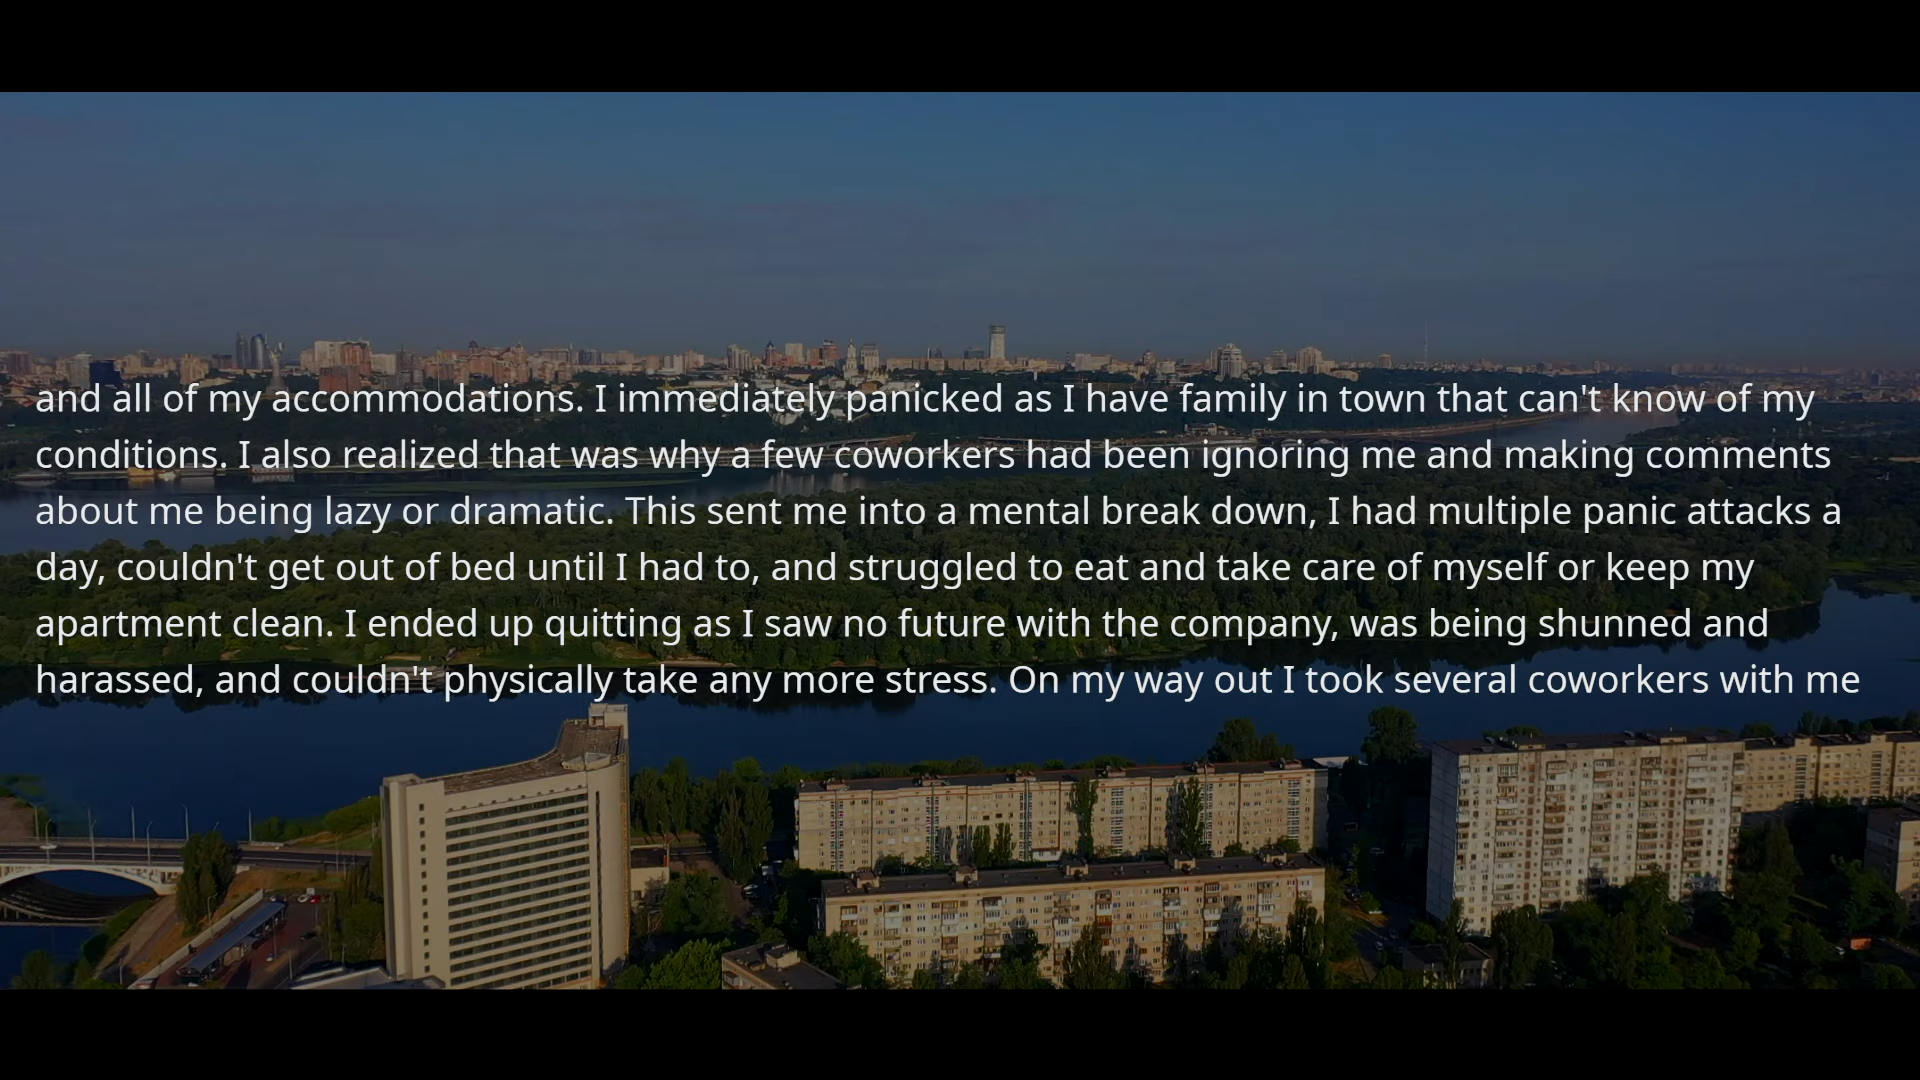 and all of my accommodations. I immediately panicked as I have family in town that can't know of my
conditions. I also realized that was why a few coworkers had been ignoring me and making comments
about me being lazy or dramatic. This sent me into a mental break down, I had multiple panic attacks a
day, couldn't get out of bed until I had to, and struggled to eat and take care of myself or keep my
apartment clean. I ended up quitting as I saw no future with the company, was being shunned and
harassed, and couldn't physically take any more stress. On my way out I took several coworkers with me